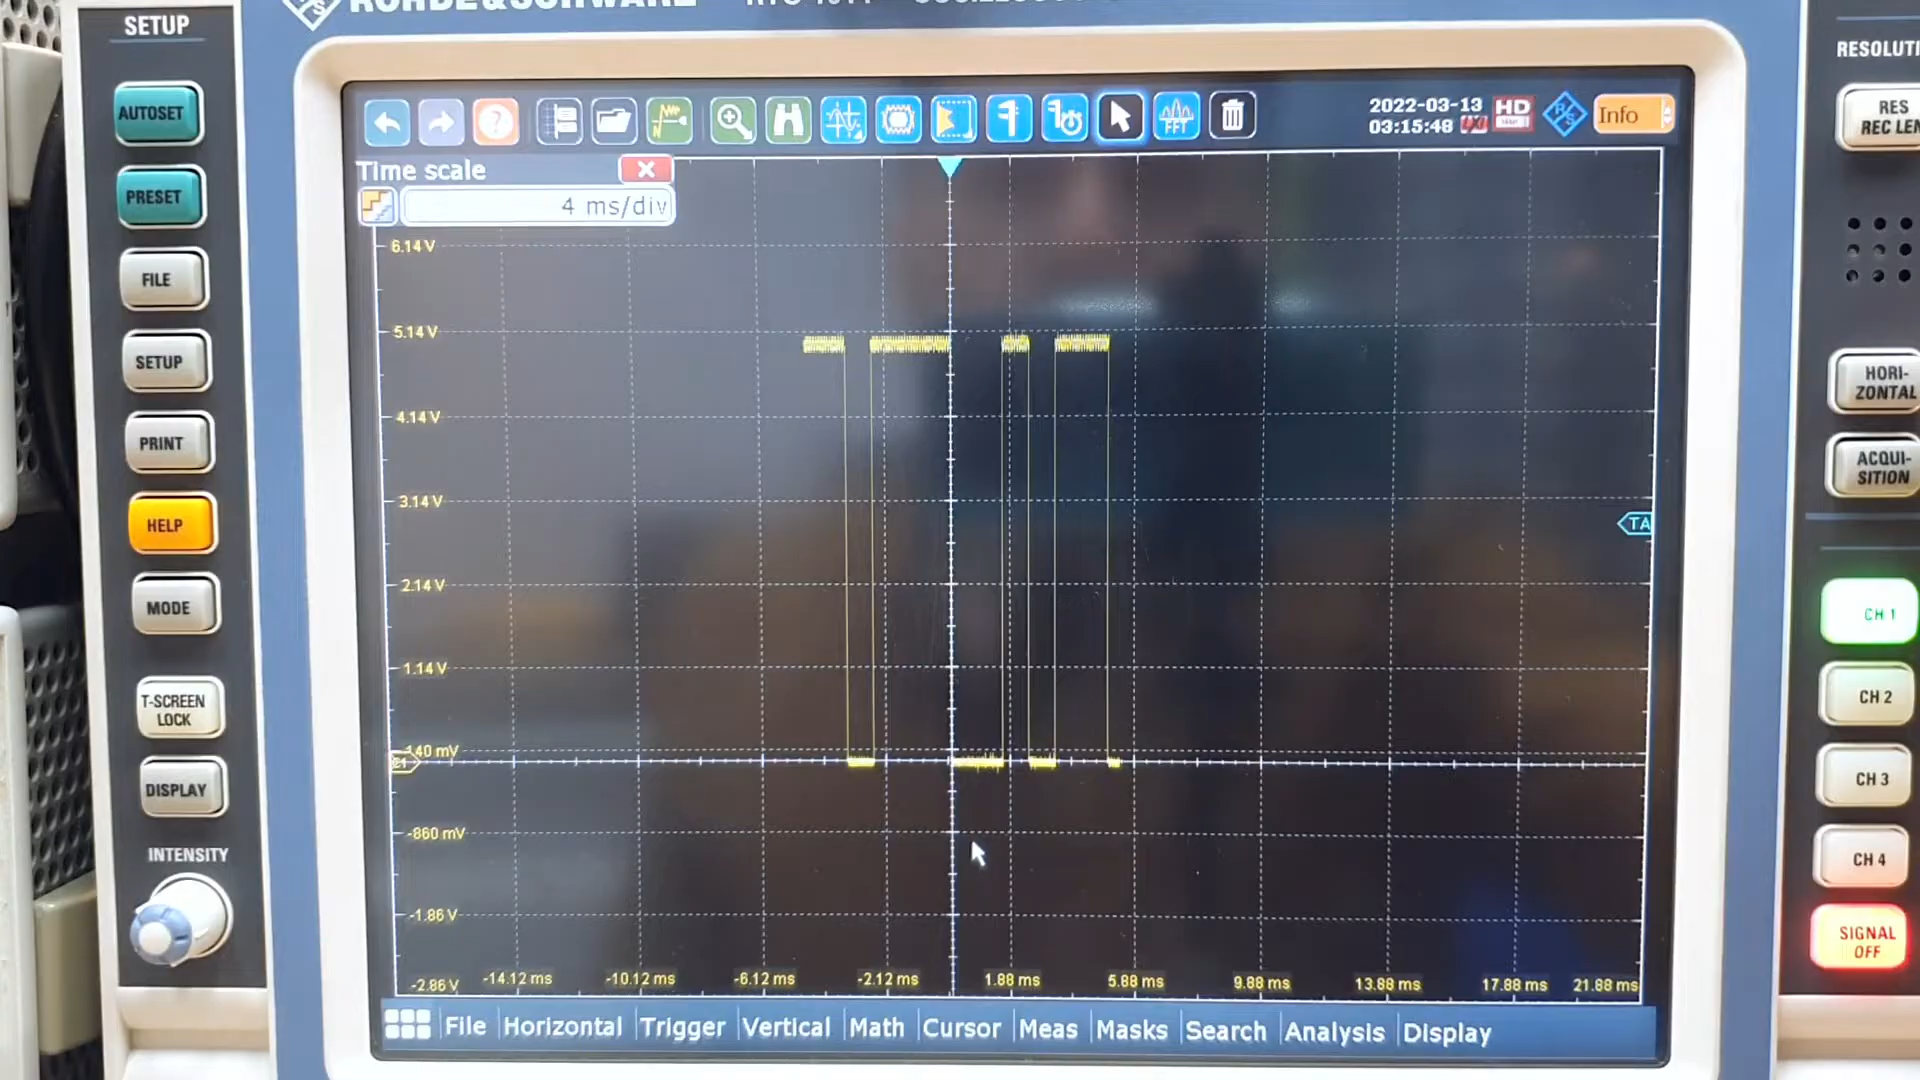 ROHDE&SCHWARZ
SETUP
AUTOSET
PRESET
FILE
SETUP
PRINT
HELP
MODE
T-SCREEN
LOCK
DISPLAY
INTENSITY
2022-03-13
03:15:48
HD
Info
FFT
Time scale
4 ms/div
6.14 V
5.14 V
4.14 V
3.14 V
2.14 V
1.14 V
140 mV
-860 mV
-1.86 V
-2.86 V
C1
TA
-14.12 ms
-10.12 ms
-6.12 ms
-2.12 ms
1.88 ms
5.88 ms
9.88 ms
13.88 ms
17.88 ms
21.88 ms
File
Horizontal
Trigger
Vertical
Math
Cursor
Meas
Masks
Search
Analysis
Display
RESOLUTI
RES
REC LEN
HORI-
ZONTAL
ACQUI-
SITION
CH 1
CH 2
CH 3
CH 4
SIGNAL
OFF